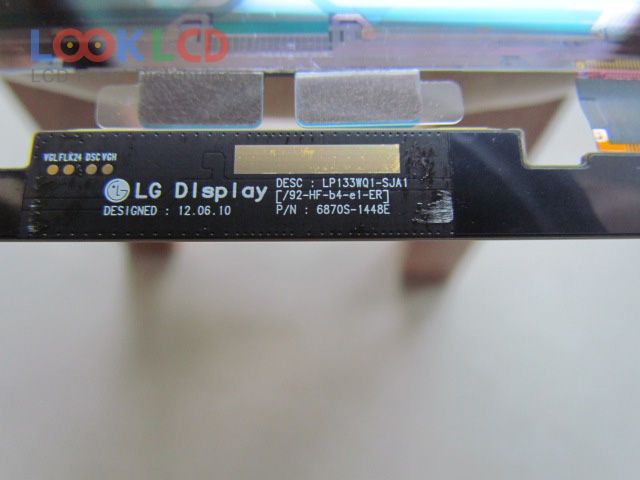 LOOKLCD
LCD
VGLFLK24 DSCVGH
LG Display
DESIGNED : 12.06.10
DESC : LP133WQ1-SJA1
[/92-HF-b4-e1-ER]
P/N : 6870S-1448E